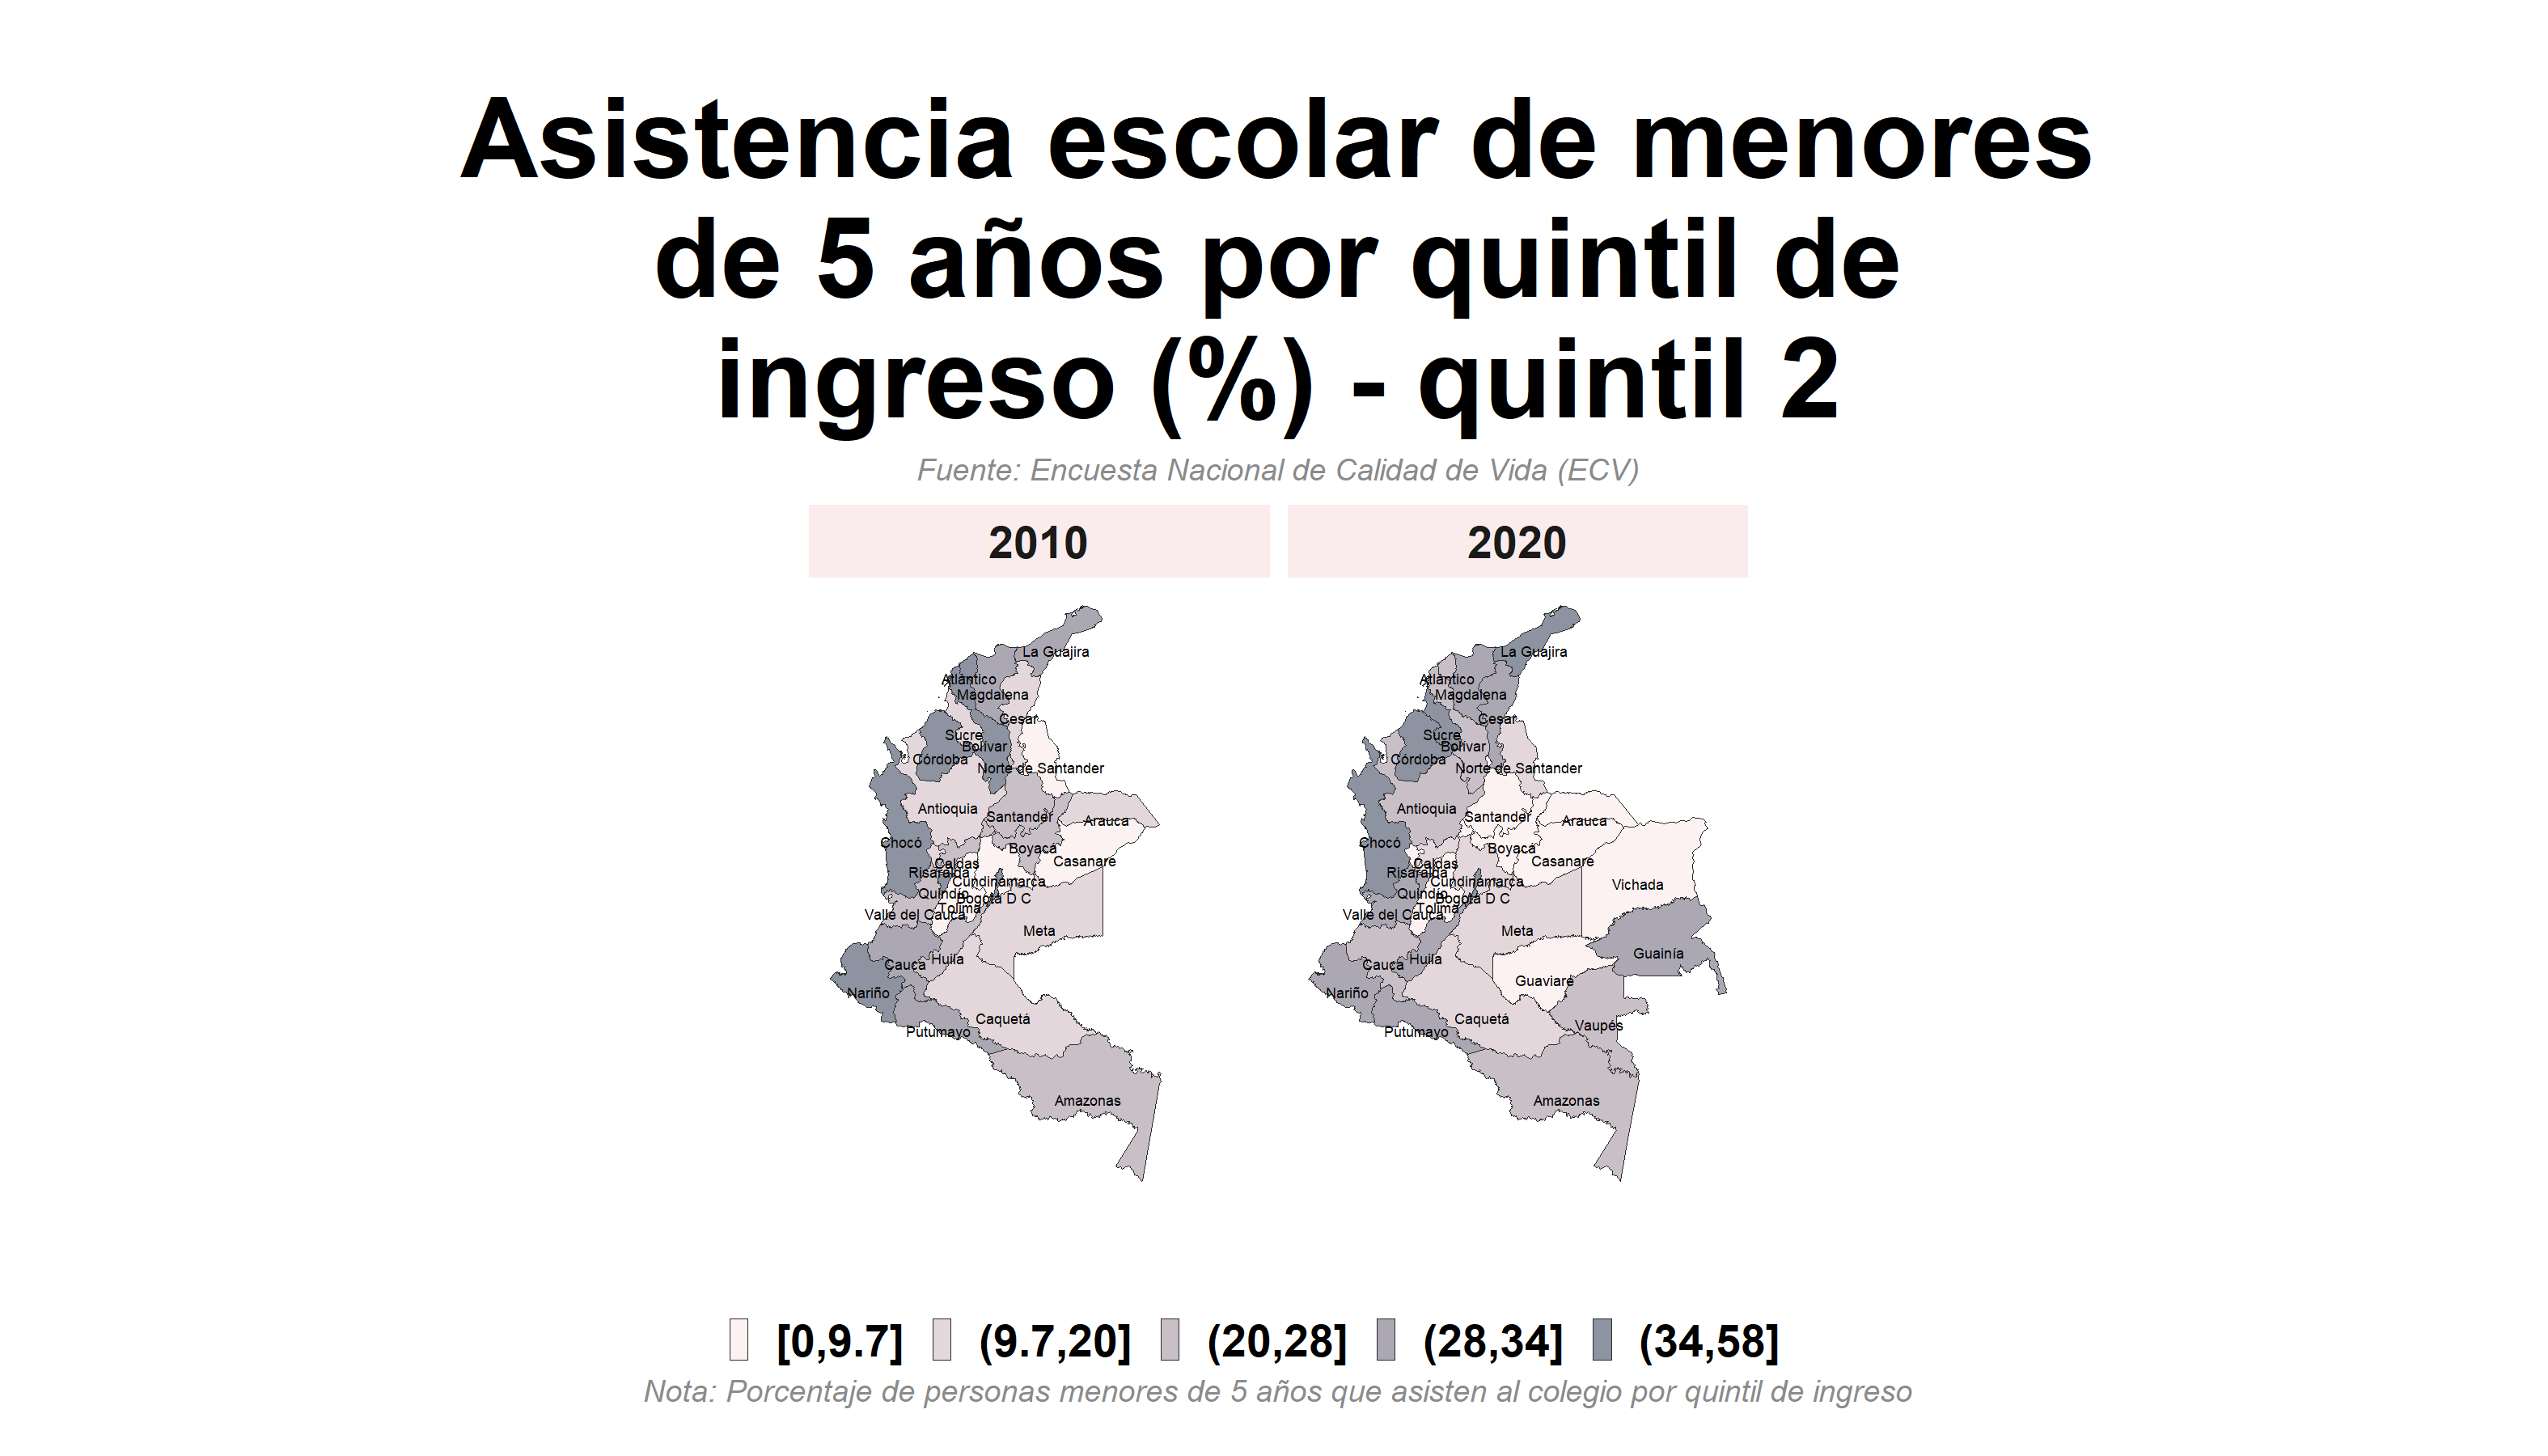 Asistencia escolar de menores
de 5 años por quintil de
ingreso (%) - quintil 2
Fuente: Encuesta Nacional de Calidad de Vida (ECV)
2010
2020
La Guajira
Atlántico
Magdalena
Cesar
Sucre
Bolívar
Córdoba
Norte de Santander
Antioquia
Santander
Arauca
Chocó
Boyacá
Caldas
Casanare
Risaralda
Cundinamarca
Quindío
Bogotá D C
Tolima
Valle del Cauca
Meta
Huila
Cauca
Nariño
Caquetá
Putumayo
Amazonas
La Guajira
Atlántico
Magdalena
Cesar
Sucre
Bolívar
Córdoba
Norte de Santander
Antioquia
Santander
Arauca
Chocó
Boyacá
Caldas
Casanare
Risaralda
Cundinamarca
Vichada
Quindío
Bogotá D C
Tolima
Valle del Cauca
Meta
Guainía
Huila
Cauca
Guaviare
Nariño
Caquetá
Vaupés
Putumayo
Amazonas
[0,9.7] (9.7,20] (20,28] (28,34] (34,58]
Nota: Porcentaje de personas menores de 5 años que asisten al colegio por quintil de ingreso